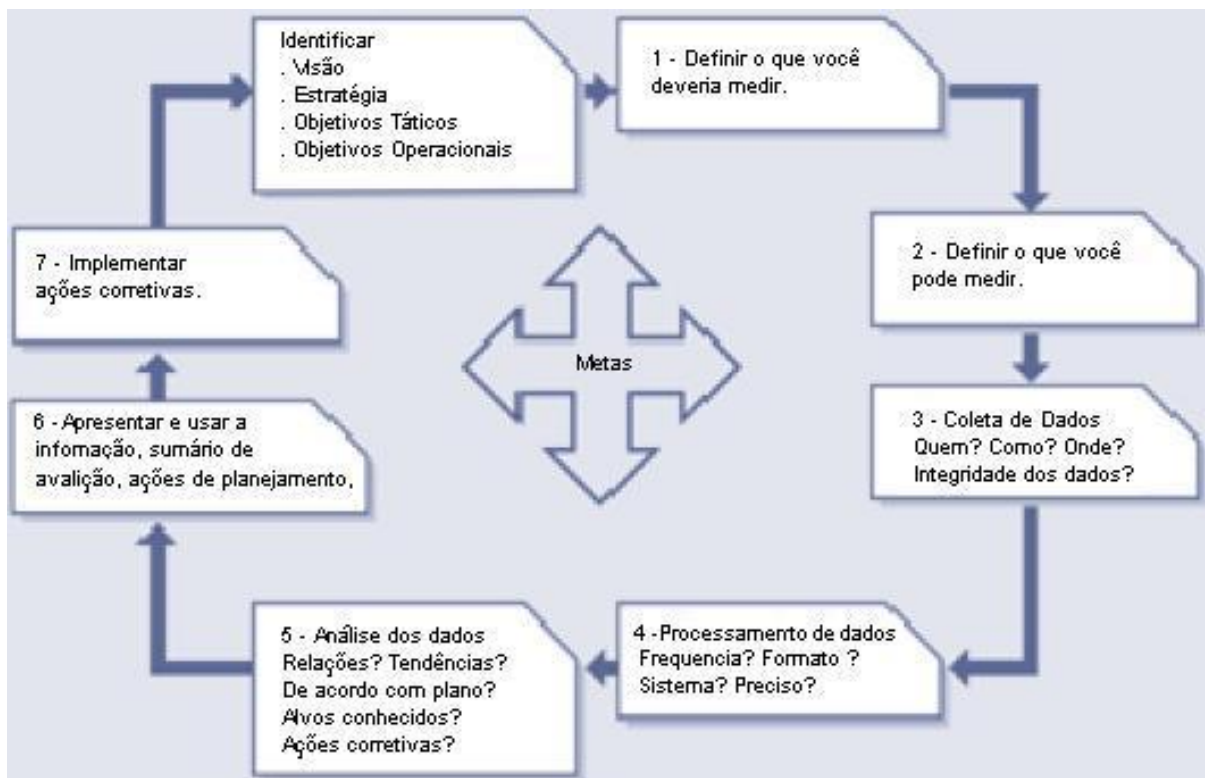 Identificar
. Visão
. Estratégia
. Objetivos Táticos
. Objetivos Operacionais
1 - Definir o que você
deveria medir.
2 - Definir o que você
pode medir.
3 - Coleta de Dados
Quem? Como? Onde?
Integridade dos dados?
4 -Processamento de dados
Frequencia? Formato ?
Sistema? Preciso?
5 - Análise dos dados
Relações? Tendências?
De acordo com plano?
Alvos conhecidos?
Ações corretivas?
6 - Apresentar e usar a
infomação, sumário de
avalição, ações de planejamento,
7 - Implementar
ações corretivas.
Metas